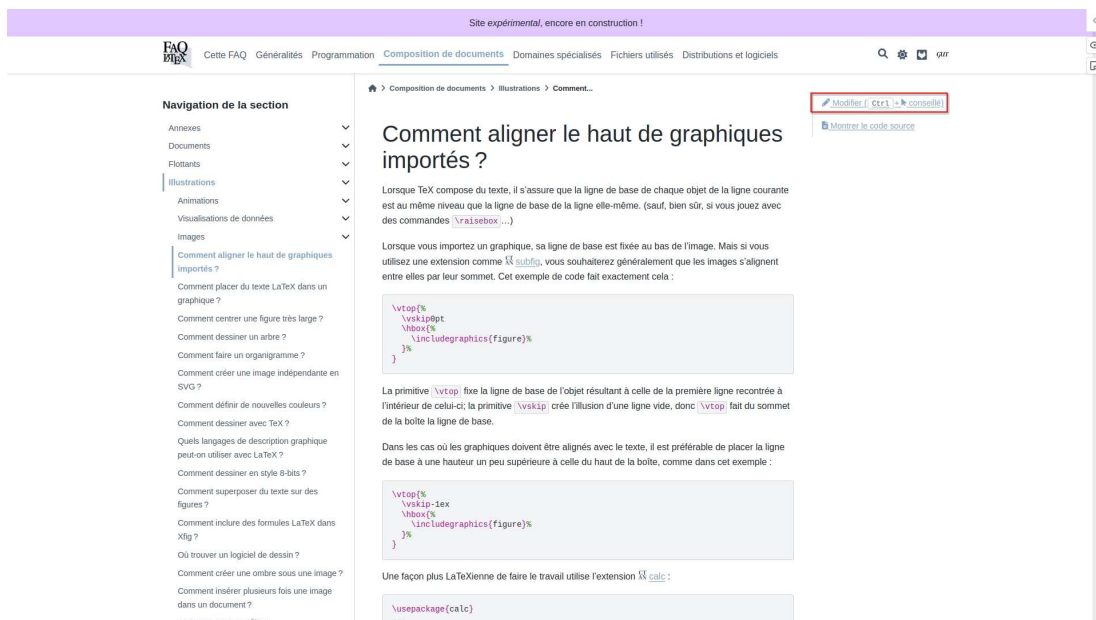 Site expérimental, encore en construction !
FAQ
LaTeX
Cette FAQ Généralités Programmation Composition de documents Domaines spécialisés Fichiers utilisés Distributions et logiciels
GUT
Composition de documents > Illustrations > Comment...
Navigation de la section
Annexes
Documents
Flottants
Illustrations
Animations
Visualisations de données
Images
Comment aligner le haut de graphiques
importés ?
Comment placer du texte LaTeX dans un
graphique ?
Comment centrer une figure très large ?
Comment dessiner un arbre ?
Comment faire un organigramme ?
Comment créer une image indépendante en
SVG ?
Comment définir de nouvelles couleurs ?
Comment dessiner avec TeX ?
Quels langages de description graphique
peut-on utiliser avec LaTeX ?
Comment dessiner en style 8-bits ?
Comment superposer du texte sur des
figures ?
Comment inclure des formules LaTeX dans
Xfig ?
Où trouver un logiciel de dessin ?
Comment créer une ombre sous une image ?
Comment insérer plusieurs fois une image
dans un document ?
Comment aligner le haut de graphiques
importés ?
Lorsque TeX compose du texte, il s'assure que la ligne de base de chaque objet de la ligne courante
est au même niveau que la ligne de base de la ligne elle-même. (sauf, bien sûr, si vous jouez avec
des commandes \raisebox …)
Lorsque vous importez un graphique, sa ligne de base est fixée au bas de l'image. Mais si vous
utilisez une extension comme subfig, vous souhaiterez généralement que les images s'alignent
entre elles par leur sommet. Cet exemple de code fait exactement cela :
\vtop{%
\vskip0pt
\hbox{%
\includegraphics{figure}%
}%
}
La primitive \vtop fixe la ligne de base de l'objet résultant à celle de la première ligne recontrée à
l'intérieur de celui-ci; la primitive \vskip crée l'illusion d'une ligne vide, donc \vtop fait du sommet
de la boîte la ligne de base.
Dans les cas où les graphiques doivent être alignés avec le texte, il est préférable de placer la ligne
de base à une hauteur un peu supérieure à celle du haut de la boîte, comme dans cet exemple :
\vtop{%
\vskip-1ex
\hbox{%
\includegraphics{figure}%
}%
}
Une façon plus LaTeXienne de faire le travail utilise l'extension calc :
\usepackage{calc}
Modifier ( Ctrl + conseillé)
Montrer le code source